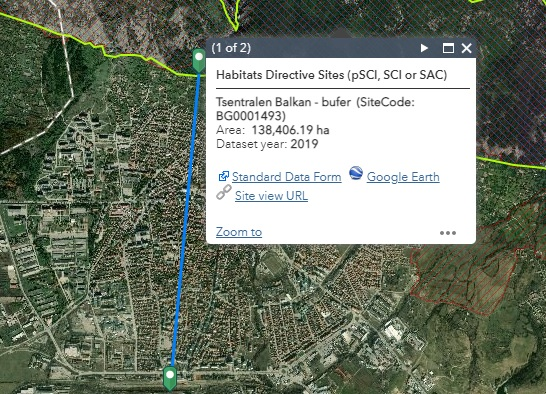 (1 of 2)
Habitats Directive Sites (pSCI, SCI or SAC)
Tsentralen Balkan - bufer (SiteCode:
BG0001493)
Area: 138,406.19 ha
Dataset year: 2019
Standard Data Form Google Earth
Site view URL
Zoom to